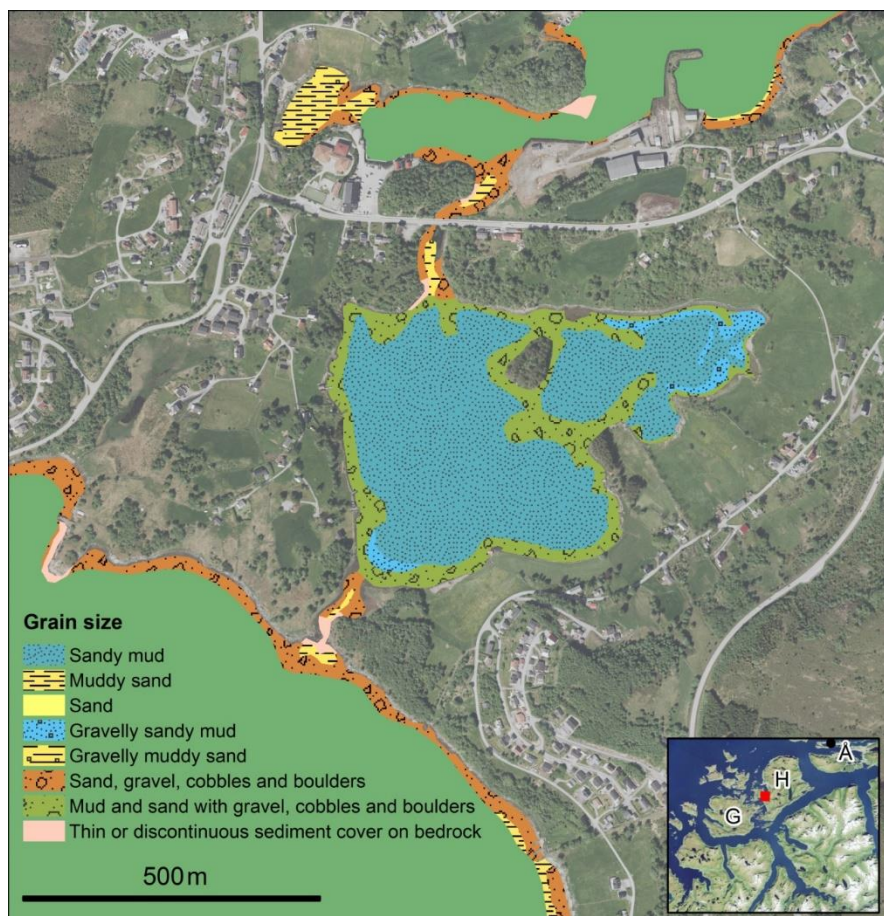 Grain size
Sandy mud
Muddy sand
Sand
Gravelly sandy mud
Gravelly muddy sand
Sand, gravel, cobbles and boulders
Mud and sand with gravel, cobbles and boulders
Thin or discontinuous sediment cover on bedrock
500 m
Å
H
G